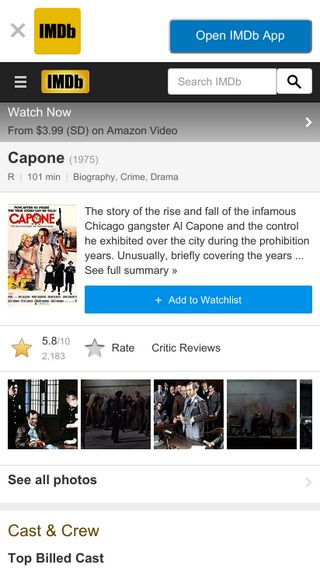 IMDb
Open IMDb App
IMDb
Search IMDb
Watch Now
From $3.99 (SD) on Amazon Video
Capone (1975)
R | 101 min | Biography, Crime, Drama
CAPONE
The story of the rise and fall of the infamous
Chicago gangster Al Capone and the control
he exhibited over the city during the prohibition
years. Unusually, briefly covering the years ...
See full summary »
+ Add to Watchlist
5.8/10
2,183
Rate
Critic Reviews
See all photos
Cast & Crew
Top Billed Cast